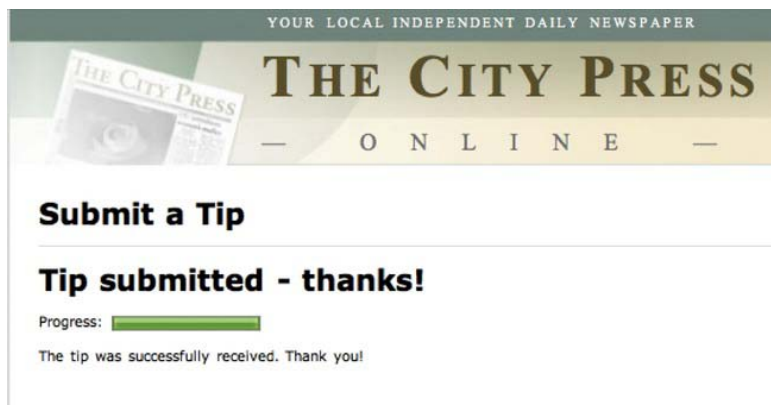 YOUR LOCAL INDEPENDENT DAILY NEWSPAPER
THE CITY PRESS
THE CITY PRESS
— O N L I N E —
Submit a Tip
Tip submitted - thanks!
Progress:
The tip was successfully received. Thank you!